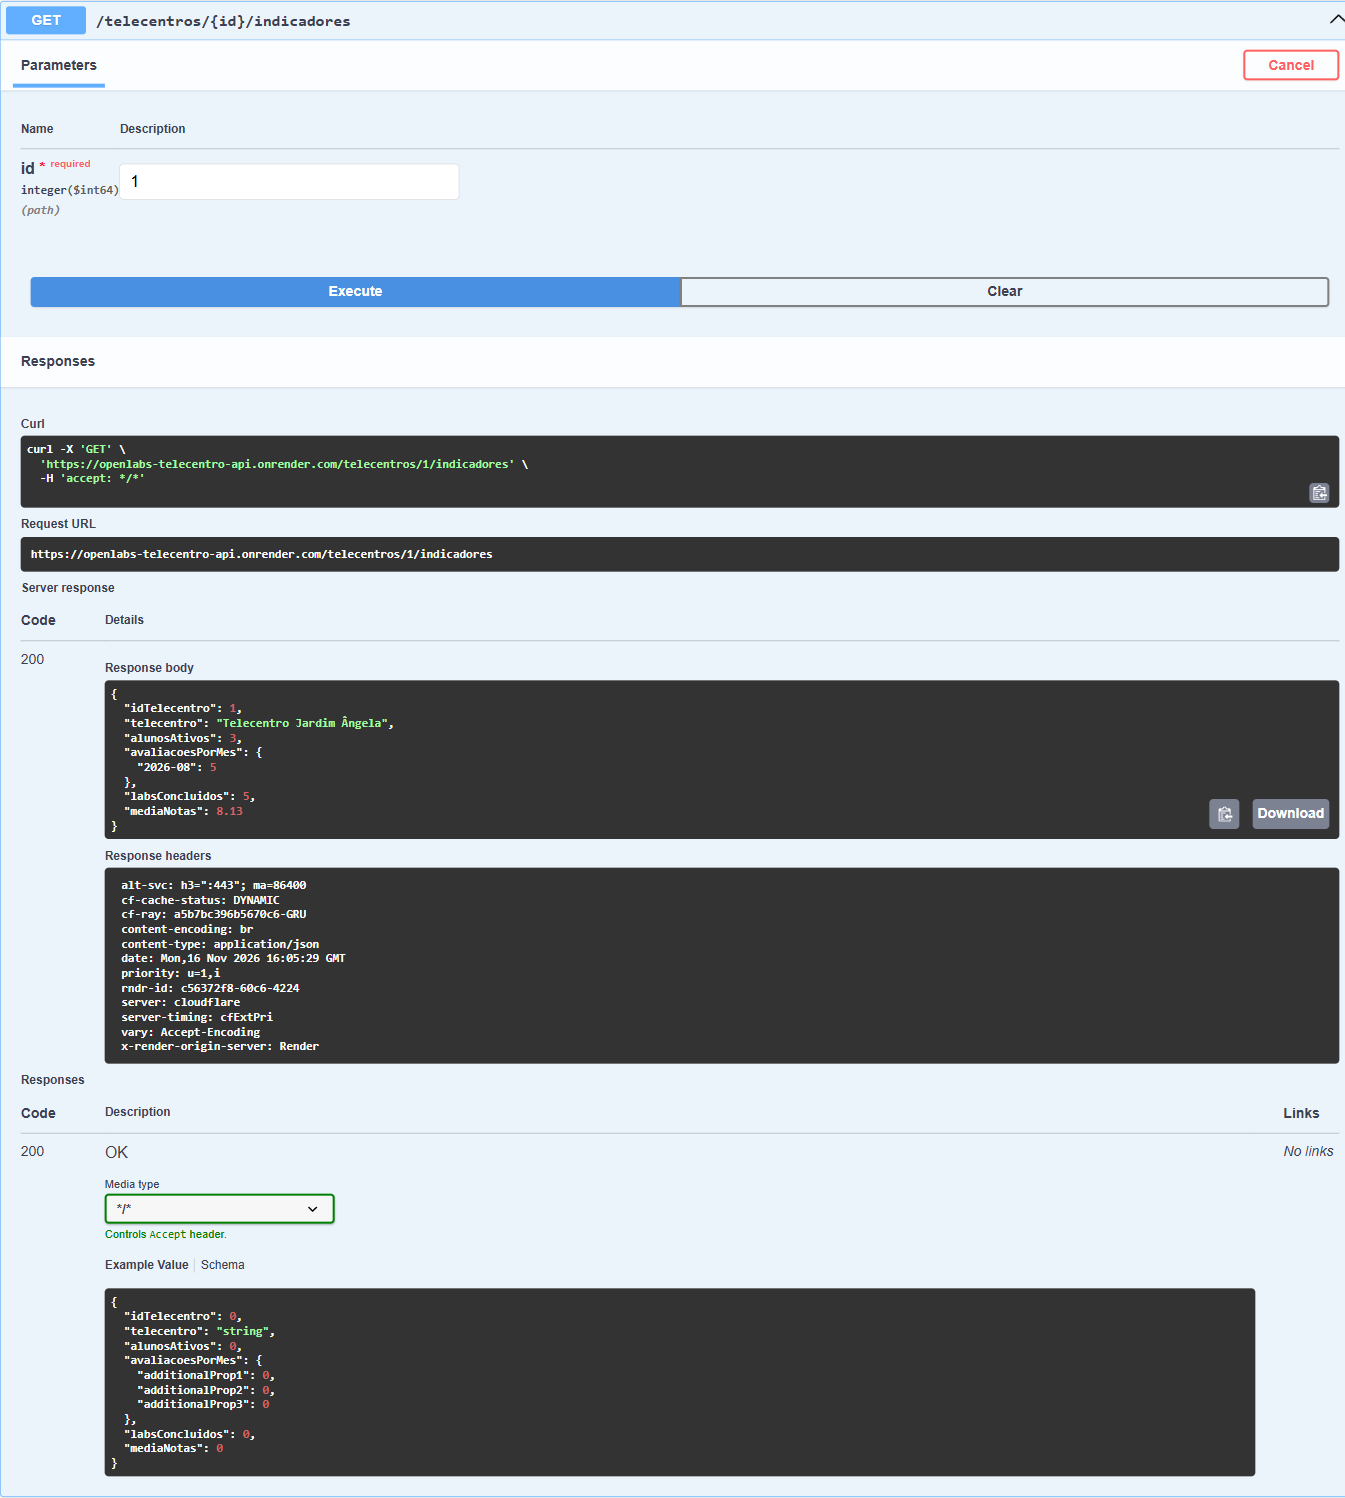 GET /telecentros/{id}/indicadores
Parameters
Cancel
Name Description
id * required
integer($int64)
(path)
1
Execute Clear
Responses
Curl
curl -X 'GET' \
'https://openlabs-telecentro-api.onrender.com/telecentros/1/indicadores' \
-H 'accept: */*'
Request URL
https://openlabs-telecentro-api.onrender.com/telecentros/1/indicadores
Server response
Code Details
200
Response body
{
"idTelecentro": 1,
"telecentro": "Telecentro Jardim Ângela",
"alunosAtivos": 3,
"avaliacoesPorMes": {
"2026-08": 5
},
"labsConcluidos": 5,
"mediaNotas": 8.13
}
Download
Response headers
alt-svc: h3=":443"; ma=86400
cf-cache-status: DYNAMIC
cf-ray: a5b7bc396b5670c6-GRU
content-encoding: br
content-type: application/json
date: Mon,16 Nov 2026 16:05:29 GMT
priority: u=1,i
rndr-id: c56372f8-60c6-4224
server: cloudflare
server-timing: cfExtPri
vary: Accept-Encoding
x-render-origin-server: Render
Responses
Code Description Links
200 OK No links
Media type
*/*
Controls Accept header.
Example Value Schema
{
"idTelecentro": 0,
"telecentro": "string",
"alunosAtivos": 0,
"avaliacoesPorMes": {
"additionalProp1": 0,
"additionalProp2": 0,
"additionalProp3": 0
},
"labsConcluidos": 0,
"mediaNotas": 0
}